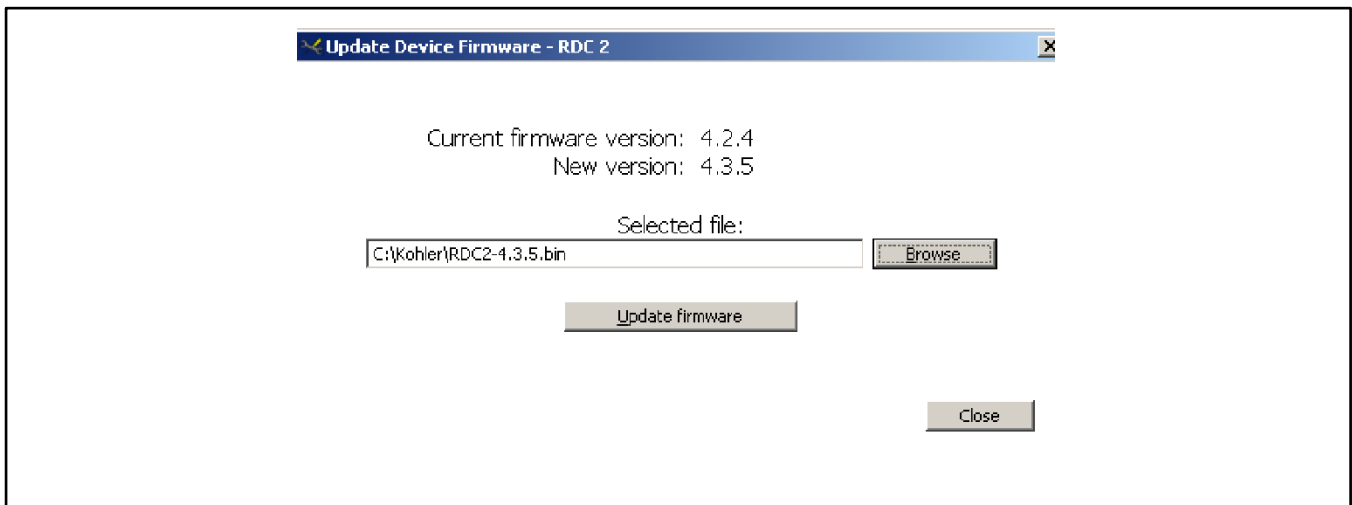 Update Device Firmware - RDC 2
Current firmware version: 4.2.4
New version: 4.3.5
Selected file:
C:\Kohler\RDC2-4.3.5.bin Browse
Update firmware
Close